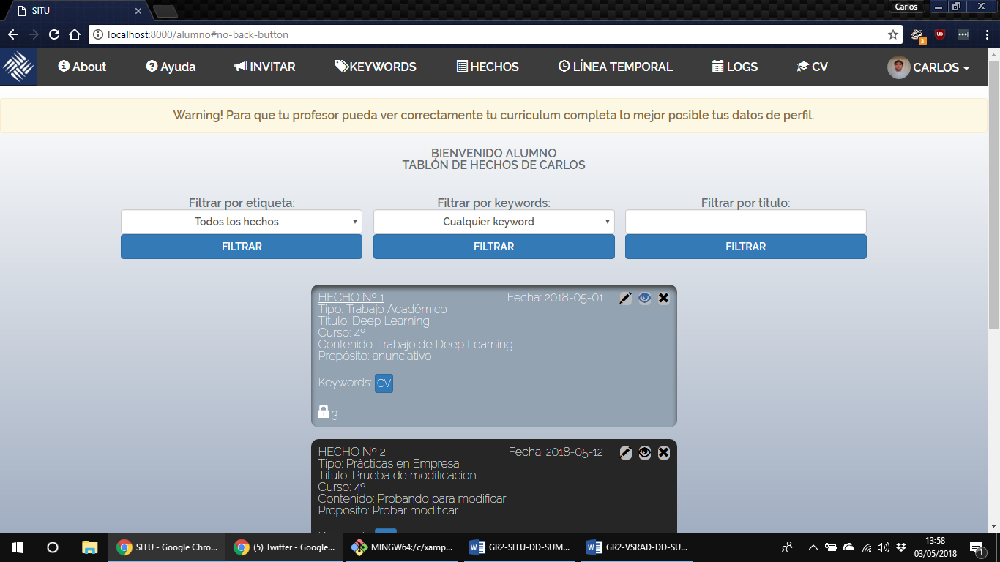 SITU
Carlos
localhost:8000/alumno#no-back-button
3
About
Ayuda
INVITAR
KEYWORDS
HECHOS
LÍNEA TEMPORAL
LOGS
CV
CARLOS
Warning! Para que tu profesor pueda ver correctamente tu curriculum completa lo mejor posible tus datos de perfil.
BIENVENIDO ALUMNO
TABLÓN DE HECHOS DE CARLOS
Filtrar por etiqueta:
Filtrar por keywords:
Filtrar por título:
Todos los hechos
Cualquier keyword
FILTRAR
FILTRAR
FILTRAR
HECHO Nº 1
Fecha: 2018-05-01
Tipo: Trabajo Académico
Título: Deep Learning
Curso: 4º
Contenido: Trabajo de Deep Learning
Propósito: anunciativo
Keywords: CV
3
HECHO Nº 2
Fecha: 2018-05-12
Tipo: Prácticas en Empresa
Título: Prueba de modificacion
Curso: 4º
Contenido: Probando para modificar
Propósito: Probar modificar
SITU - Google Chro...
(5) Twitter - Google...
MINGW64:/c/xamp...
GR2-SITU-DD-SUM...
GR2-VSRAD-DD-SU...
13:58
03/05/2018
1